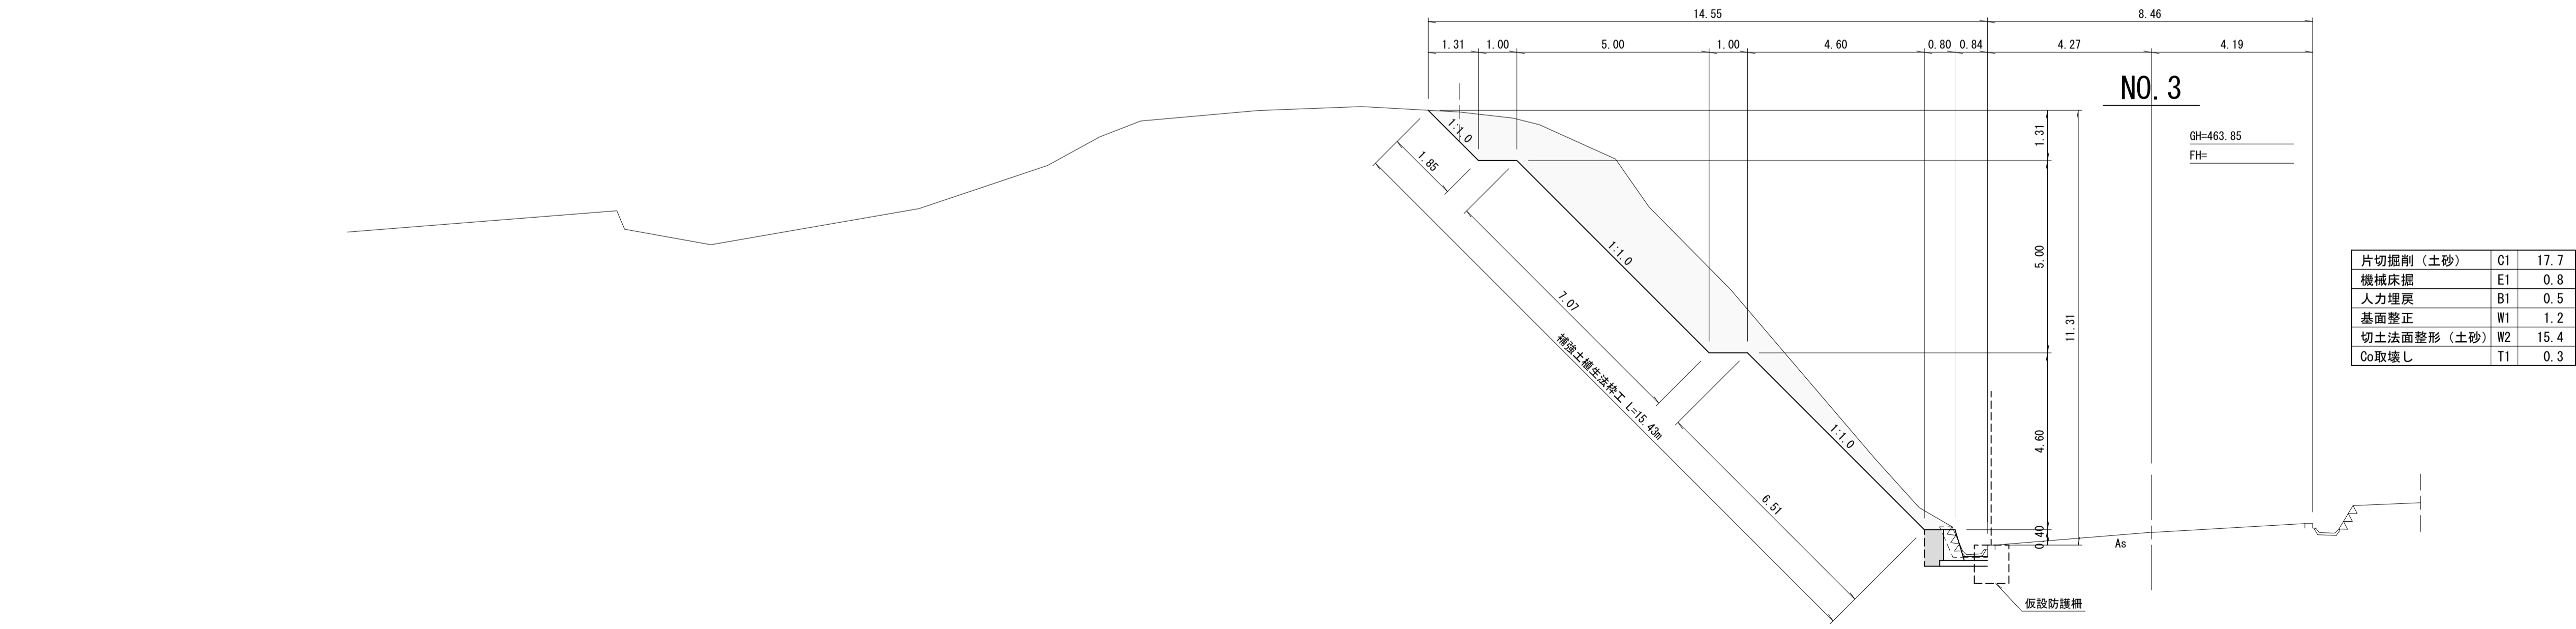 14.55
8.46
1.31
1.00
5.00
1.00
4.60
0.80
0.84
4.27
4.19
NO.3
GH=463.85
FH=
1:1.0
1.85
1.31
1:1.0
5.00
7.07
11.31
補強土植生法枠工 L=15.43m
1:1.0
4.60
6.51
0.40
As
仮設防護柵
片切掘削（土砂） C1 17.7
機械床掘 E1 0.8
人力埋戻 B1 0.5
基面整正 W1 1.2
切土法面整形（土砂） W2 15.4
Co取壊し T1 0.3